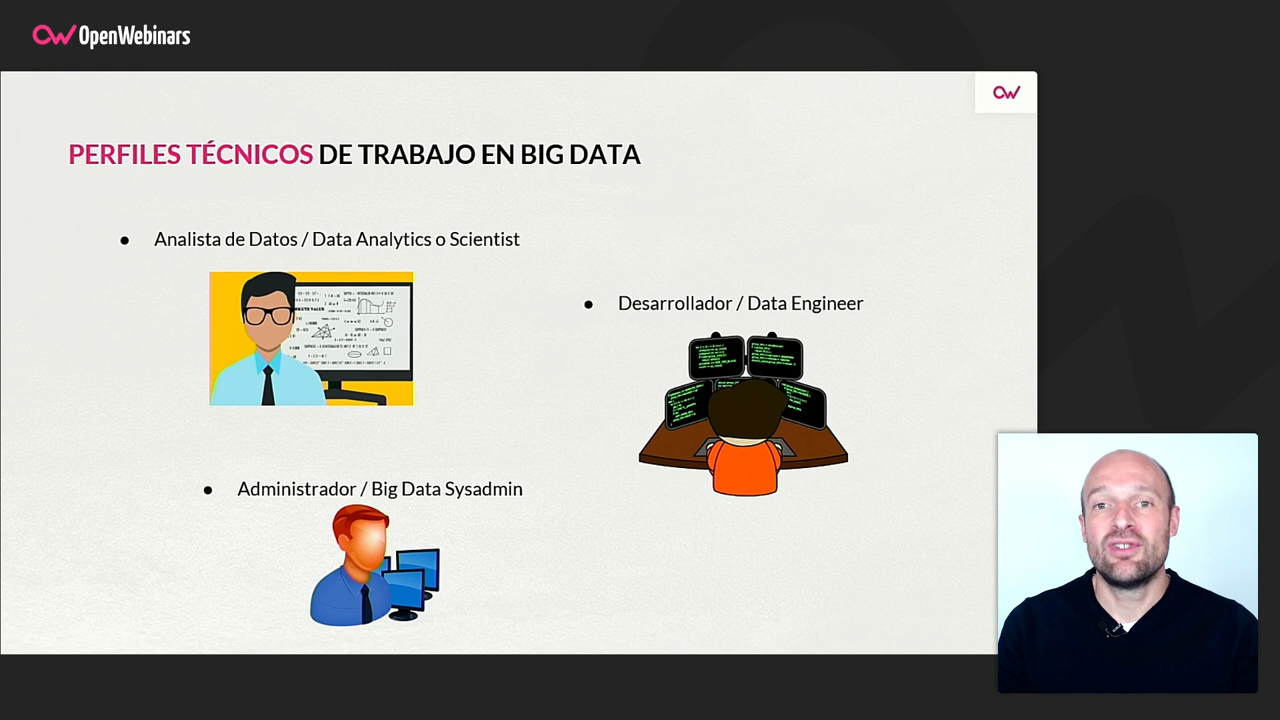 OpenWebinars
PERFILES TÉCNICOS DE TRABAJO EN BIG DATA
● Analista de Datos / Data Analytics o Scientist
● Desarrollador / Data Engineer
● Administrador / Big Data Sysadmin